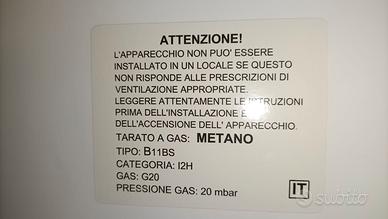 ATTENZIONE!
L'APPARECCHIO NON PUO' ESSERE
INSTALLATO IN UN LOCALE SE QUESTO
NON RISPONDE ALLE PRESCRIZIONI DI
VENTILAZIONE APPROPRIATE.
LEGGERE ATTENTAMENTE LE ISTRUZIONI
PRIMA DELL'INSTALLAZIONE E
DELL'ACCENSIONE DELL' APPARECCHIO.
TARATO A GAS: METANO
TIPO: B11BS
CATEGORIA: I2H
GAS: G20
PRESSIONE GAS: 20 mbar
IT
subito